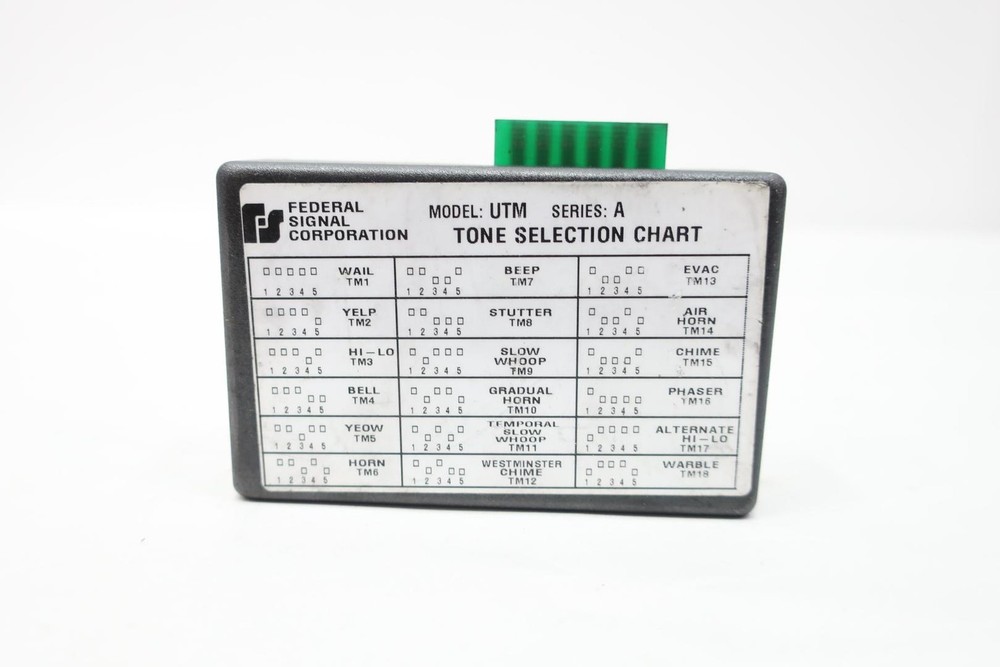 FEDERAL
SIGNAL
CORPORATION
MODEL: UTM SERIES: A
TONE SELECTION CHART
WAIL
TM1
1 2 3 4 5
YELP
TM2
1 2 3 4 5
HI-LO
TM3
1 2 3 4 5
BELL
TM4
1 2 3 4 5
YEOW
TM5
1 2 3 4 5
HORN
TM6
1 2 3 4 5
BEEP
TM7
1 2 3 4 5
STUTTER
TM8
1 2 3 4 5
SLOW
WHOOP
TM9
1 2 3 4 5
GRADUAL
HORN
TM10
1 2 3 4 5
TEMPORAL
SLOW
WHOOP
TM11
1 2 3 4 5
WESTMINSTER
CHIME
TM12
1 2 3 4 5
EVAC
TM13
1 2 3 4 5
AIR
HORN
TM14
1 2 3 4 5
CHIME
TM15
1 2 3 4 5
PHASER
TM16
1 2 3 4 5
ALTERNATE
HI-LO
TM17
1 2 3 4 5
WARBLE
TM18
1 2 3 4 5